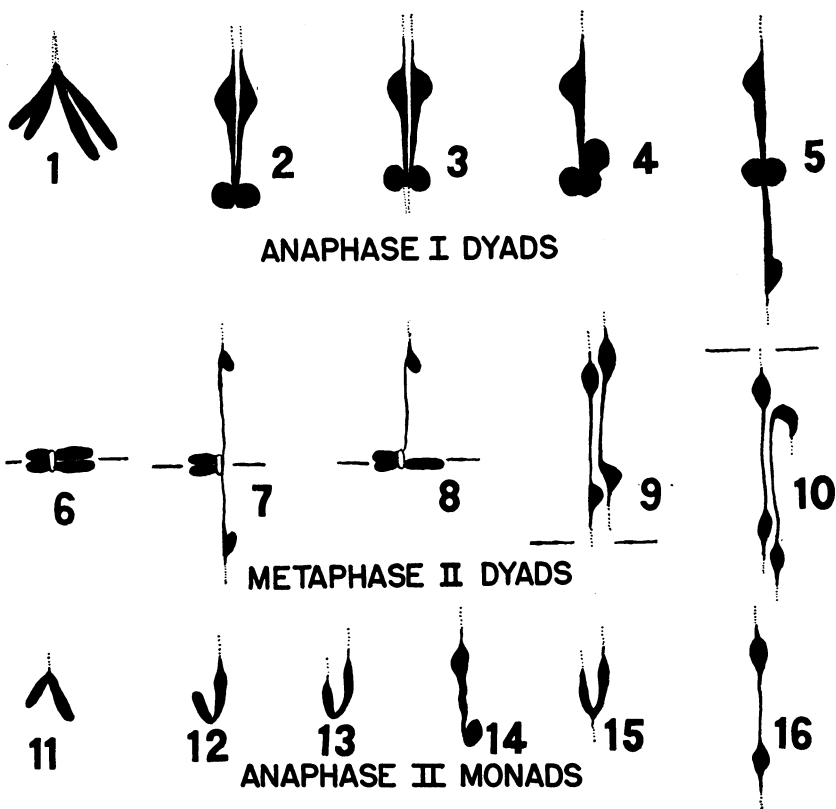 1 2 3 4 5
ANAPHASE I DYADS
6 7 8 9 10
METAPHASE II DYADS
11 12 13 14 15 16
ANAPHASE II MONADS